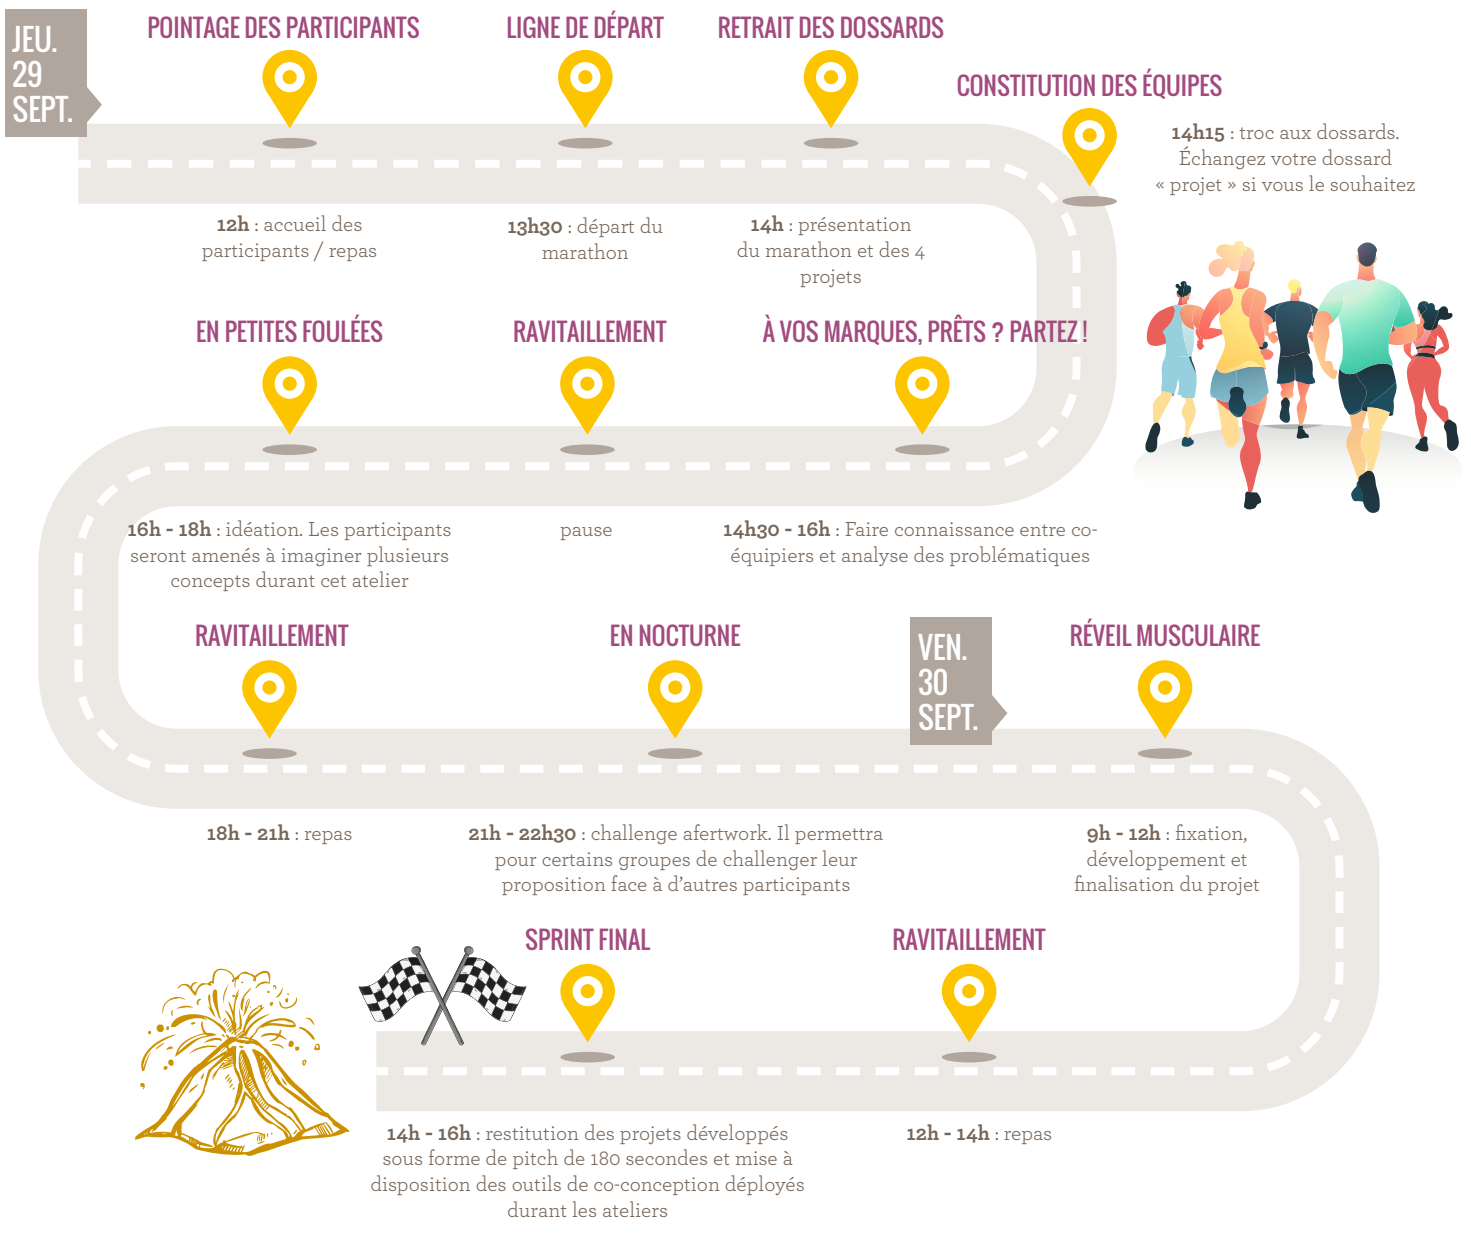 JEU.
29
SEPT.
POINTAGE DES PARTICIPANTS
12h : accueil des
participants / repas
LIGNE DE DÉPART
13h30 : départ du
marathon
RETRAIT DES DOSSARDS
14h : présentation
du marathon et des 4
projets
CONSTITUTION DES ÉQUIPES
14h15 : troc aux dossards.
Échangez votre dossard
« projet » si vous le souhaitez
À VOS MARQUES, PRÊTS ? PARTEZ !
14h30 - 16h : Faire connaissance entre co-
équipiers et analyse des problématiques
RAVITAILLEMENT
pause
EN PETITES FOULÉES
16h - 18h : idéation. Les participants
seront amenés à imaginer plusieurs
concepts durant cet atelier
RAVITAILLEMENT
18h - 21h : repas
EN NOCTURNE
21h - 22h30 : challenge afertwork. Il permettra
pour certains groupes de challenger leur
proposition face à d’autres participants
VEN.
30
SEPT.
RÉVEIL MUSCULAIRE
9h - 12h : fixation,
développement et
finalisation du projet
RAVITAILLEMENT
12h - 14h : repas
SPRINT FINAL
14h - 16h : restitution des projets développés
sous forme de pitch de 180 secondes et mise à
disposition des outils de co-conception déployés
durant les ateliers